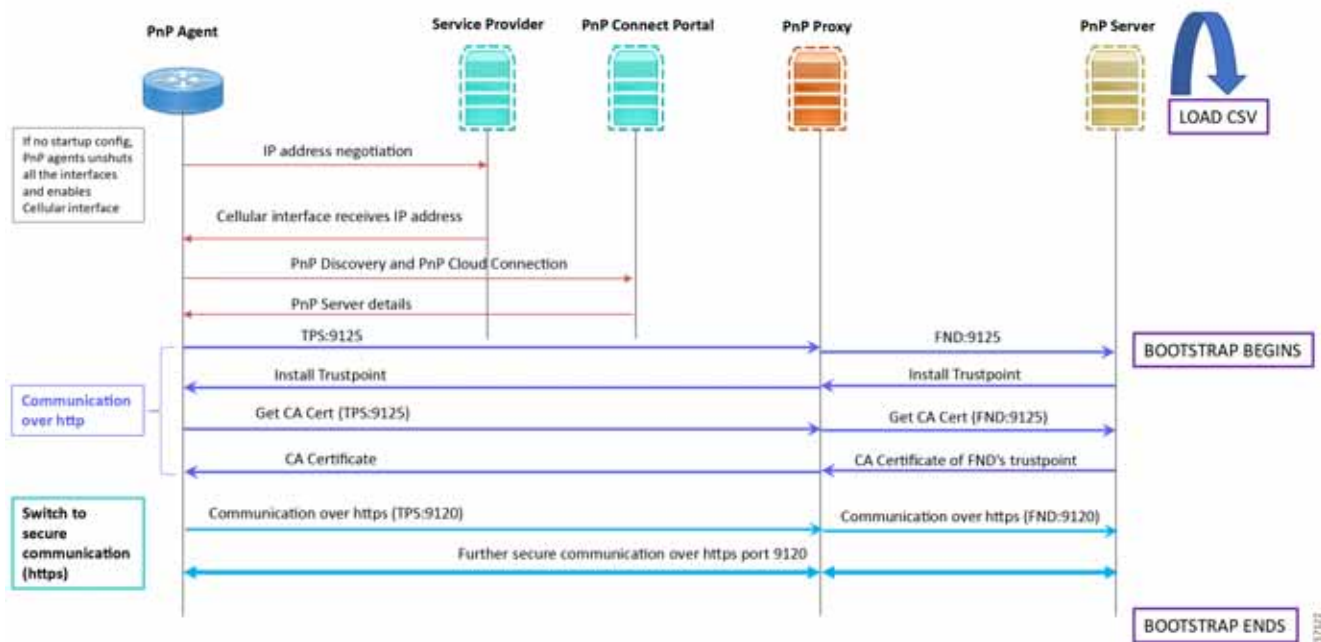 PnP Agent
Service Provider
PnP Connect Portal
PnP Proxy
PnP Server
LOAD CSV
If no startup config,
PnP agents unshuts
all the interfaces
and enables
Cellular interface
IP address negotiation
Cellular interface receives IP address
PnP Discovery and PnP Cloud Connection
PnP Server details
TPS:9125
FND:9125
BOOTSTRAP BEGINS
Install Trustpoint
Install Trustpoint
Communication
over http
Get CA Cert (TPS:9125)
Get CA Cert (FND:9125)
CA Certificate
CA Certificate of FND's trustpoint
Switch to
secure
communication
(https)
Communication over https (TPS:9120)
Communication over https (FND:9120)
Further secure communication over https port 9120
BOOTSTRAP ENDS